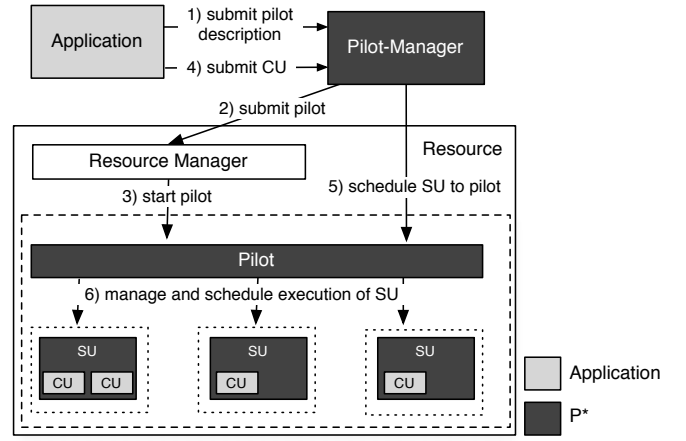 1) submit pilot
description
Application
Pilot-Manager
4) submit CU
2) submit pilot
Resource
Resource Manager
3) start pilot
5) schedule SU to pilot
Pilot
6) manage and schedule execution of SU
SU
SU
SU
CU
CU
CU
CU
Application
P*